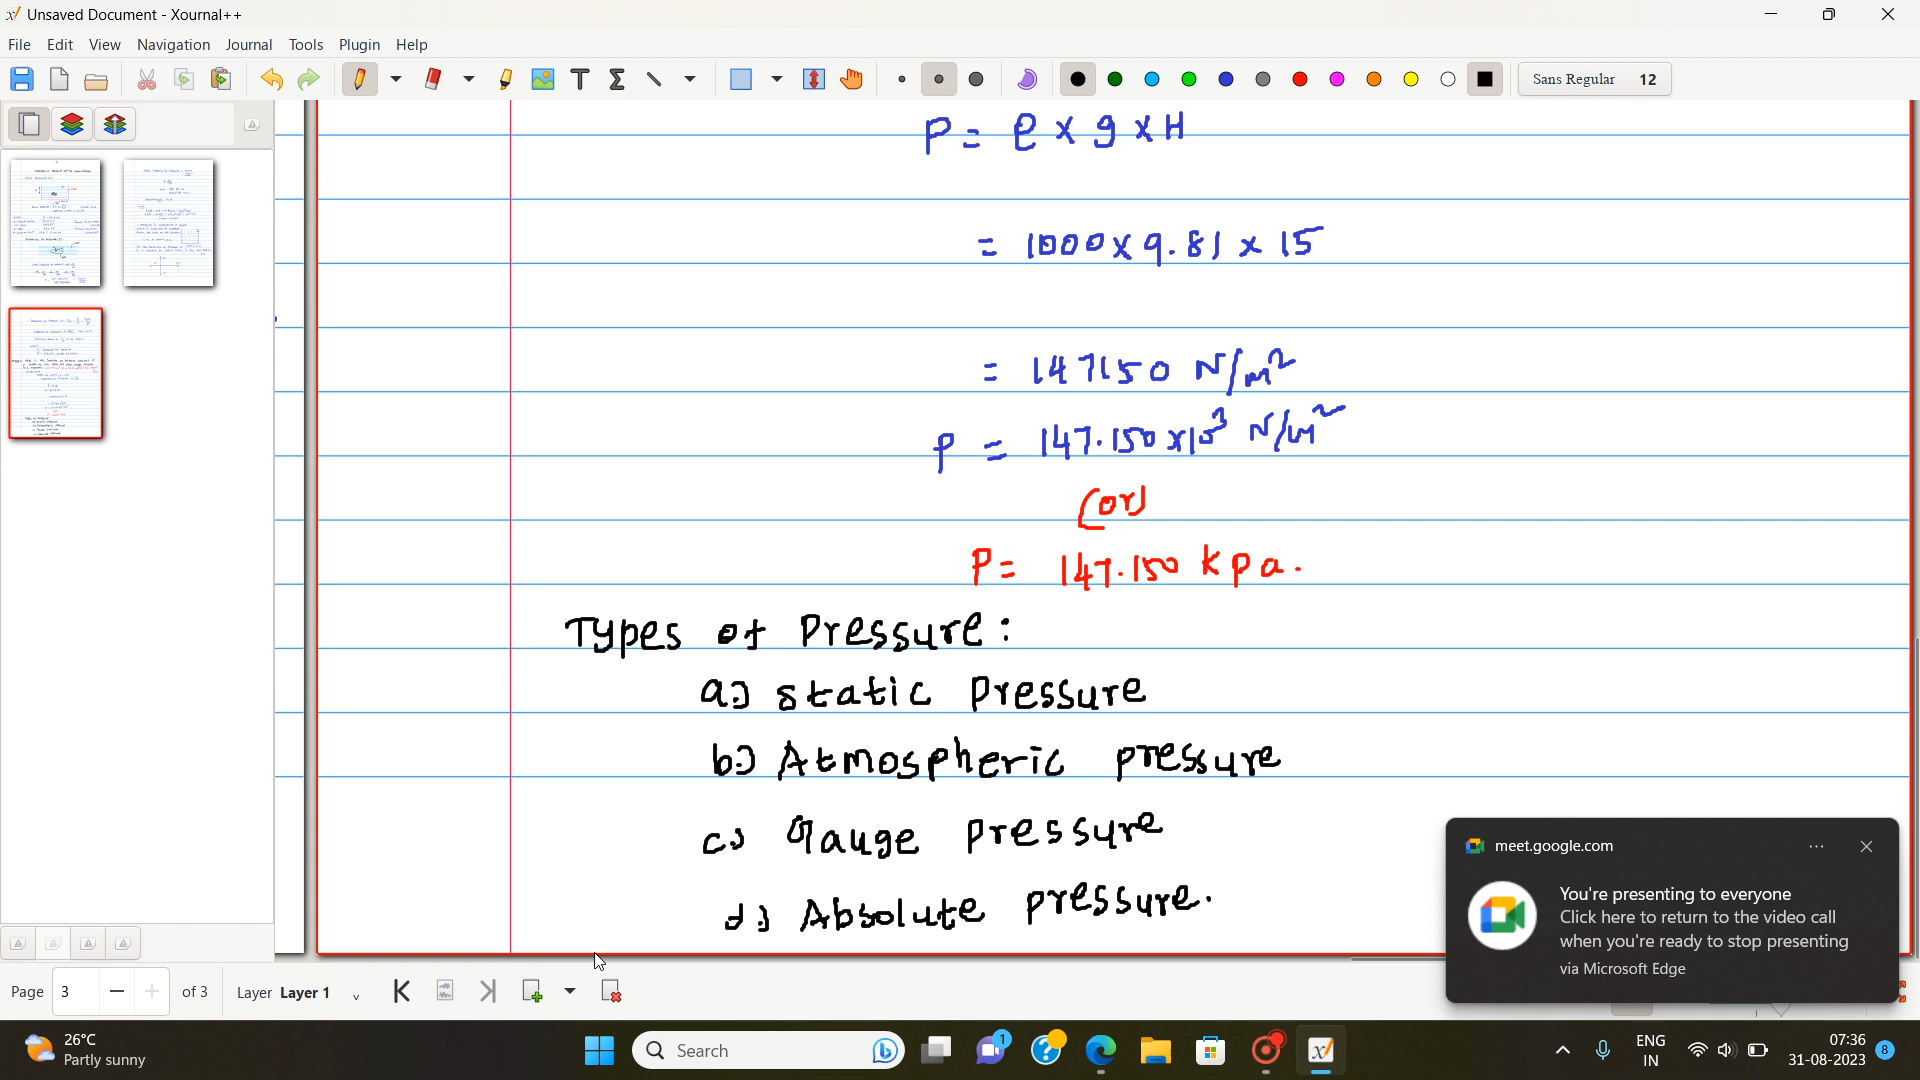 Unsaved Document - Xournal++
File Edit View Navigation Journal Tools Plugin Help
Sans Regular 12
P = ρ x g x H
= 1000 x 9.81 x 15
= 147150 N/m²
P = 147.150 x 10³ N/m²
(or)
P = 147.150 kpa.
Types of Pressure :
a.) static Pressure
b.) Atmospheric pressure
c.) Gauge Pressure
d.) Absolute pressure.
meet.google.com
You're presenting to everyone
Click here to return to the video call
when you're ready to stop presenting
via Microsoft Edge
Page 3 of 3 Layer Layer 1
26°C
Partly sunny
Search
1
ENG
IN
07:36
31-08-2023
8